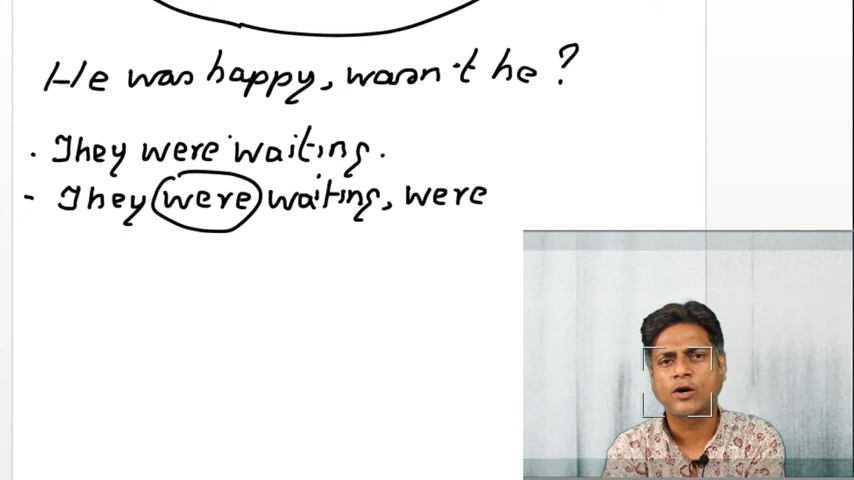 He was happy, wasn't he?
. They were waiting.
- They were waiting, were